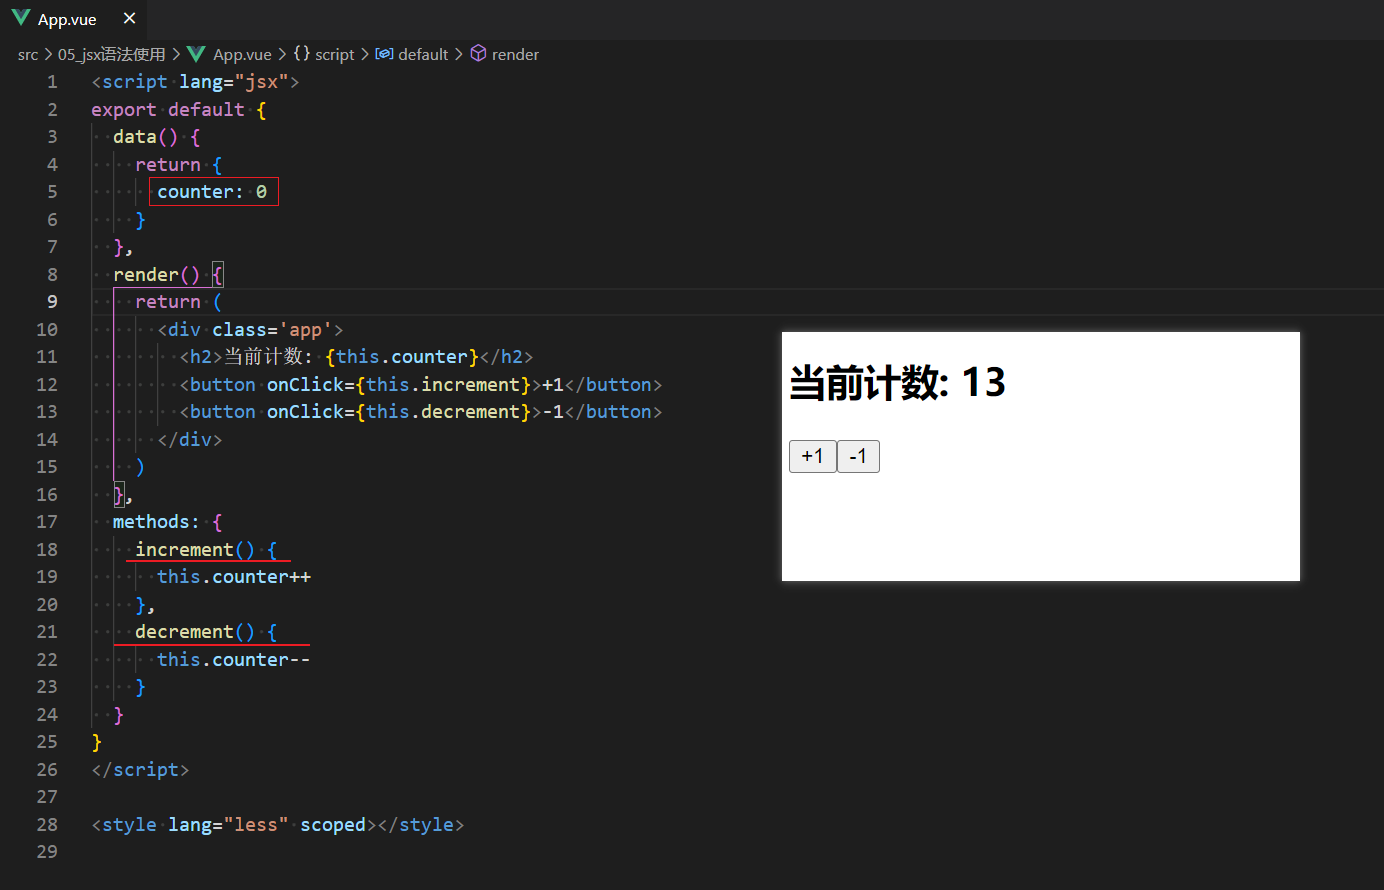 App.vue ×
src > 05_jsx语法使用 > App.vue > {} script > default > render
1 <script lang="jsx">
2 export default {
3   data() {
4     return {
5       counter: 0
6     }
7   },
8   render() {
9     return (
10       <div class='app'>
11         <h2>当前计数: {this.counter}</h2>
12         <button onClick={this.increment}>+1</button>
13         <button onClick={this.decrement}>-1</button>
14       </div>
15     )
16   },
17   methods: {
18     increment() {
19       this.counter++
20     },
21     decrement() {
22       this.counter--
23     }
24   }
25 }
26 </script>
27
28 <style lang="less" scoped></style>
29
当前计数: 13
+1 -1